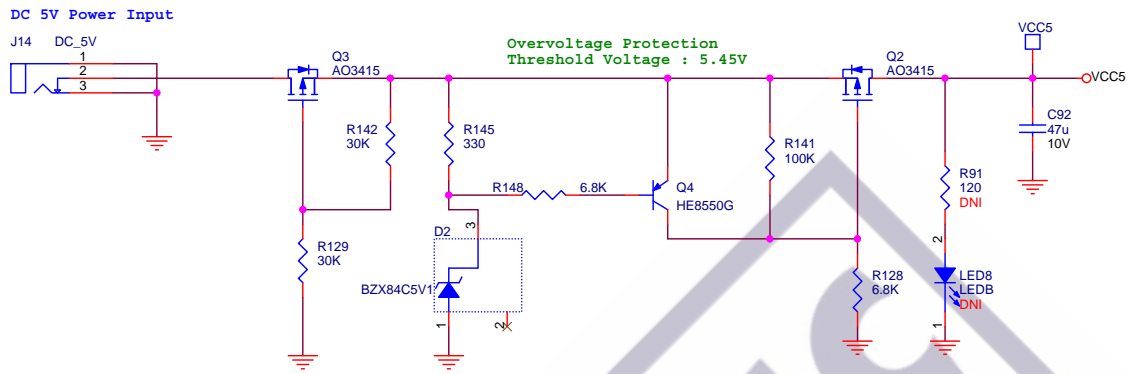 DC 5V Power Input
J14 DC_5V
1
2
3
Q3
AO3415
Overvoltage Protection
Threshold Voltage : 5.45V
Q2
AO3415
VCC5
VCC5
R142
30K
R145
330
R141
100K
C92
47u
10V
R148 6.8K
Q4
HE8550G
R91
120
DNI
R129
30K
D2
3
BZX84C5V1
1
2
R128
6.8K
2
LED8
LEDB
DNI
1